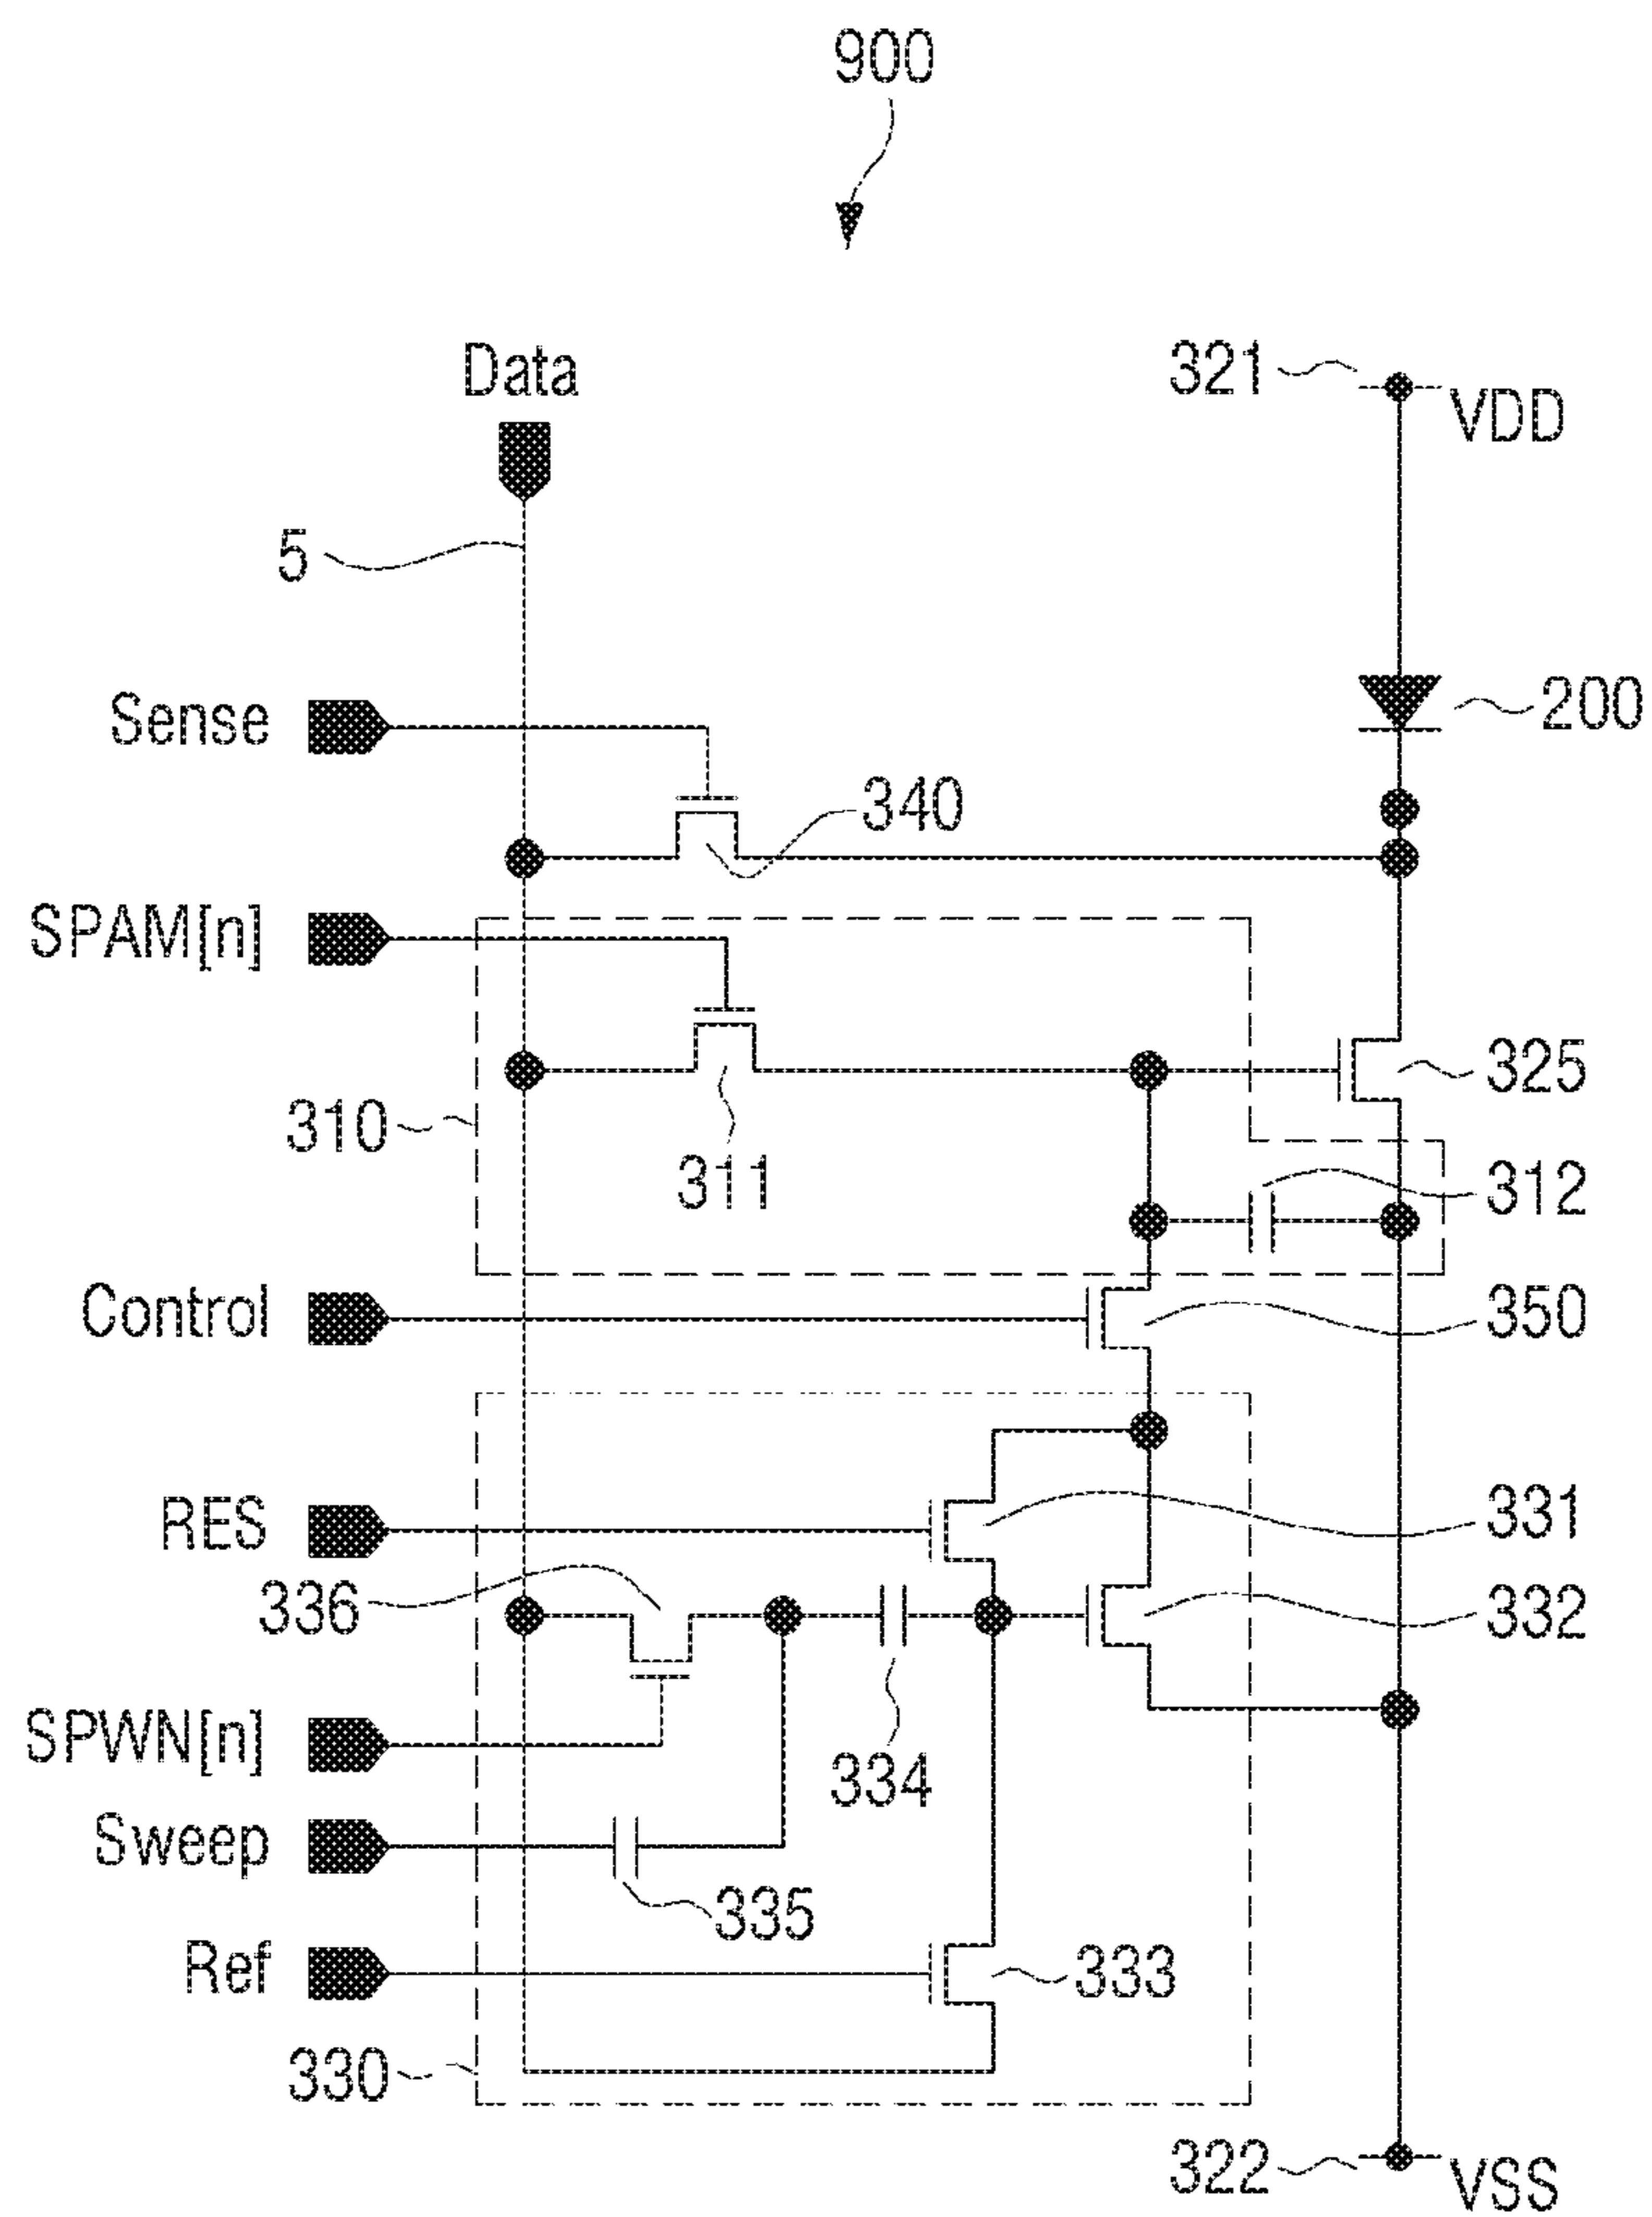 900
Data
321
VDD
5
Sense
200
340
SPAM[n]
325
310
311
312
Control
350
RES
331
336
332
SPWN[n]
334
Sweep
335
Ref
333
330
322
VSS